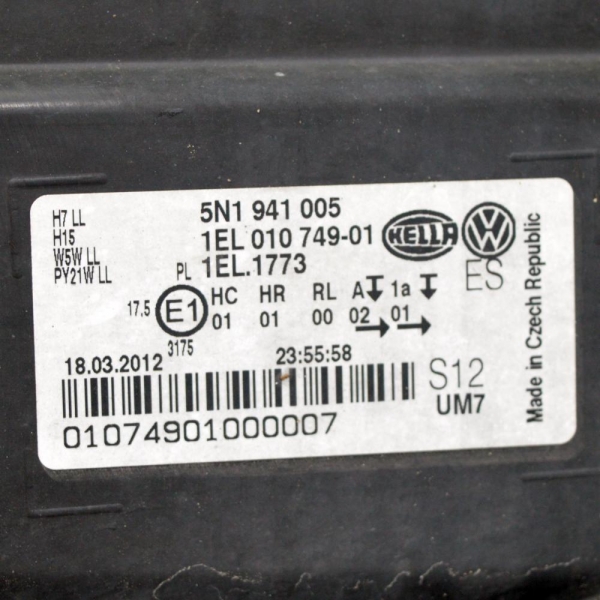 H7 LL
H15
W5W LL
PY21W LL
5N1 941 005
1EL 010 749-01
PL 1EL.1773
HELLA
ES
17.5 E1 HC HR RL A 1a
01 01 00 02 01
3175
18.03.2012 23:55:58
S12
UM7
01074901000007
Made in Czech Republic